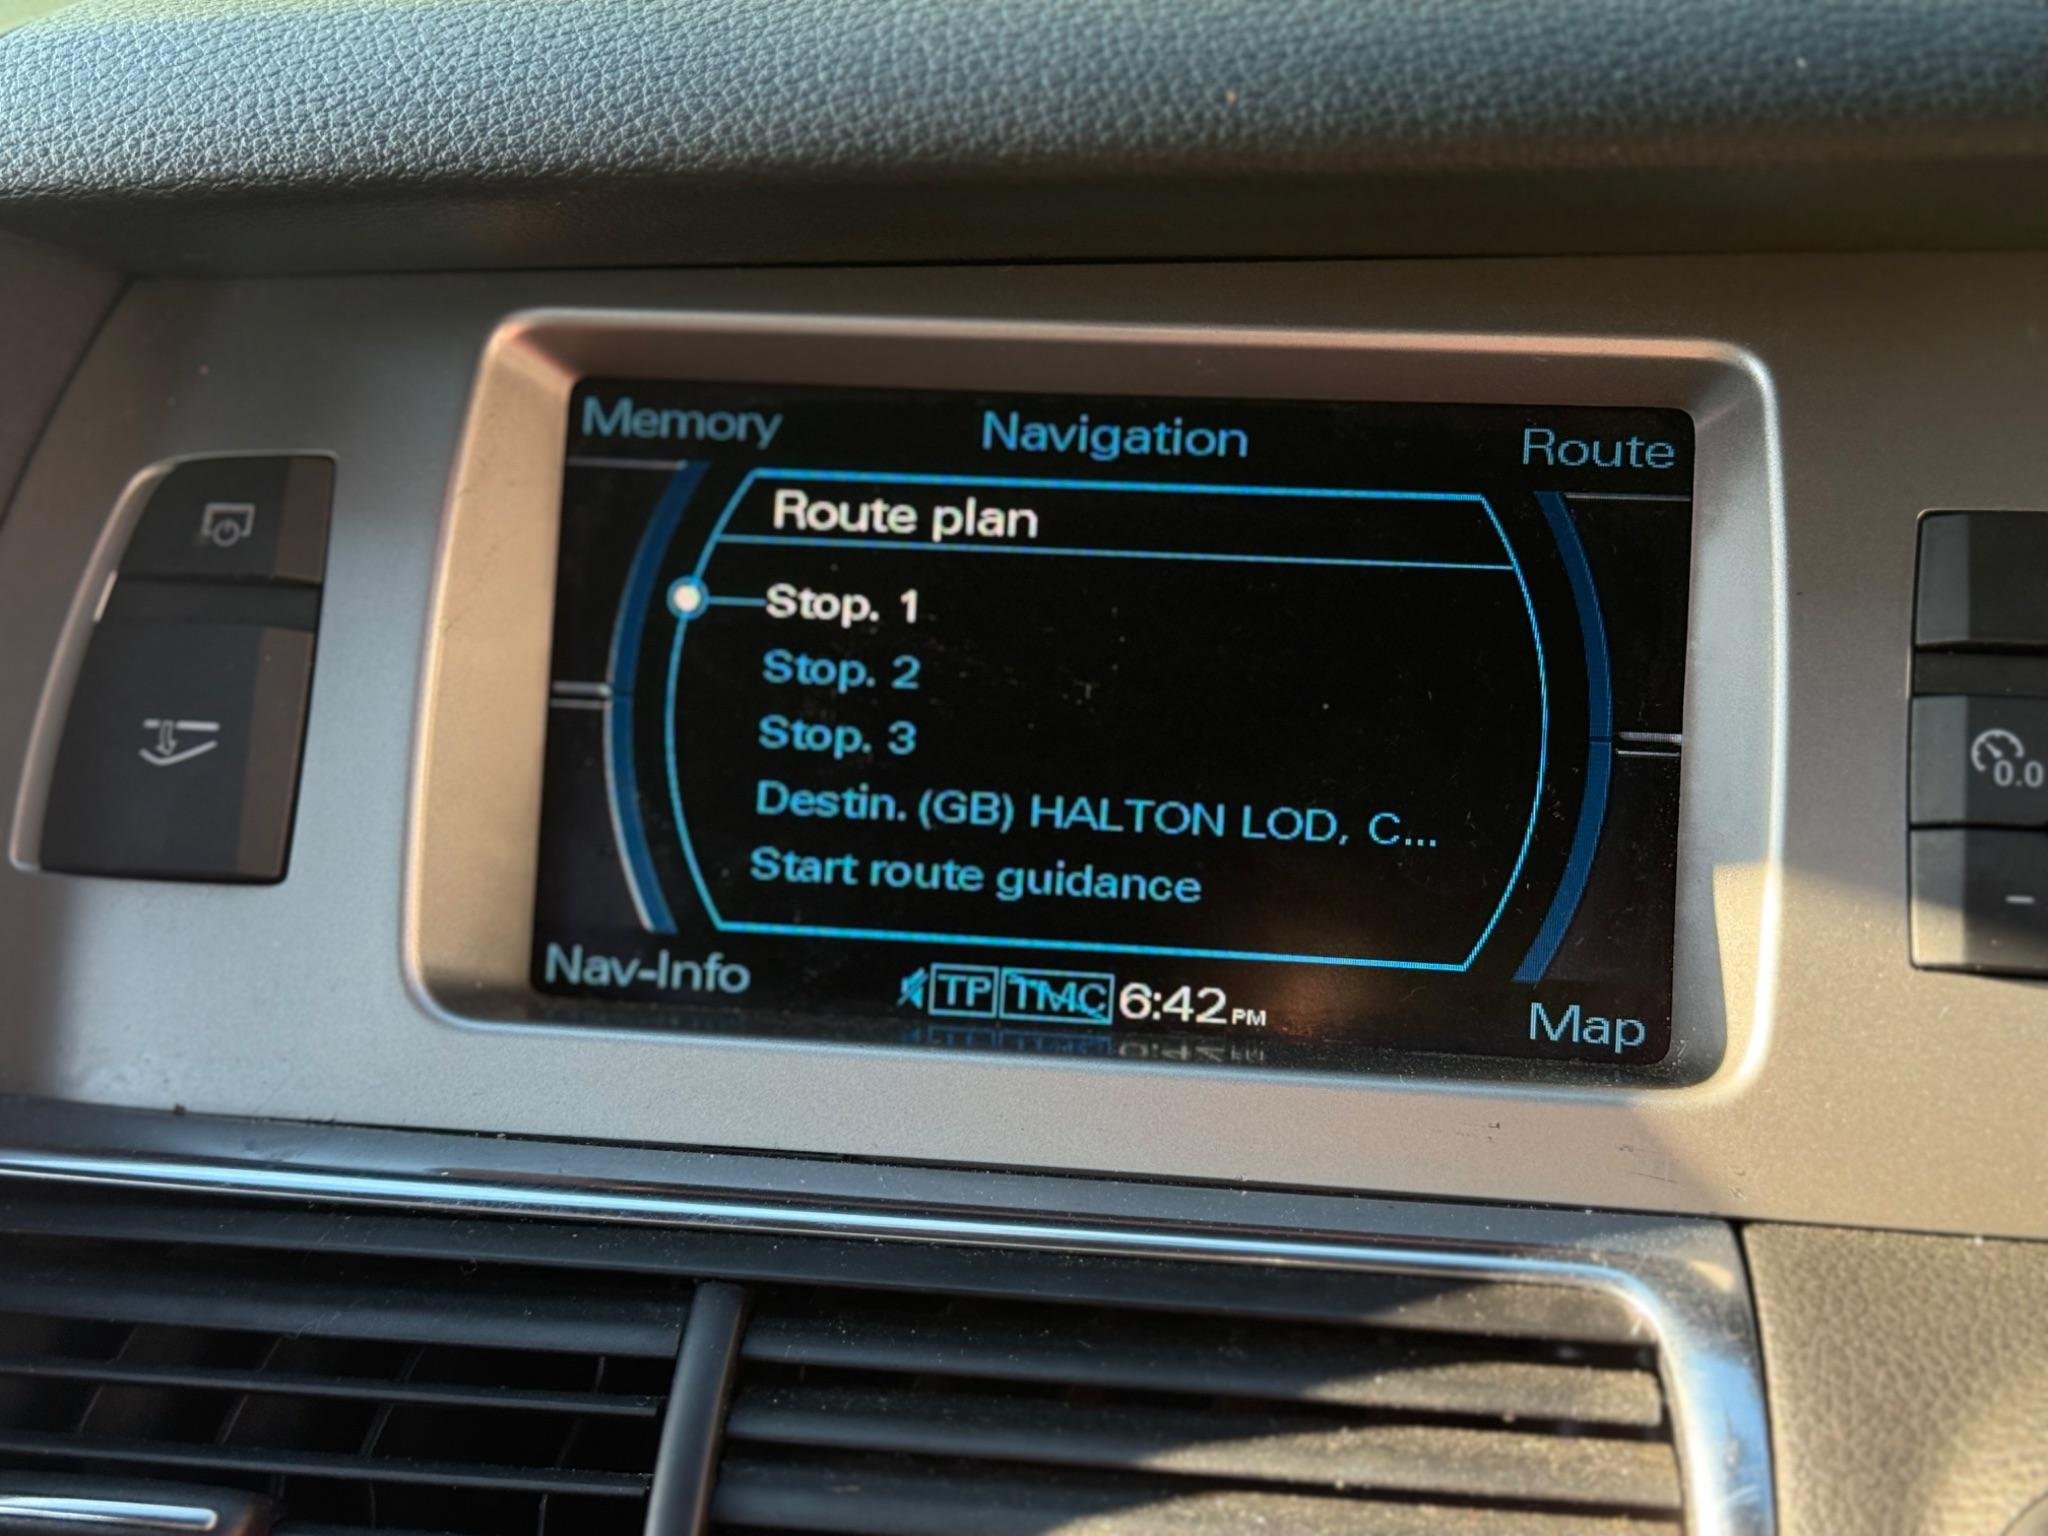 Memory
Navigation
Route
Route plan
Stop. 1
Stop. 2
Stop. 3
Destin. (GB) HALTON LOD, C...
Start route guidance
Nav-Info
TP
TMC
6:42PM
Map
0.0